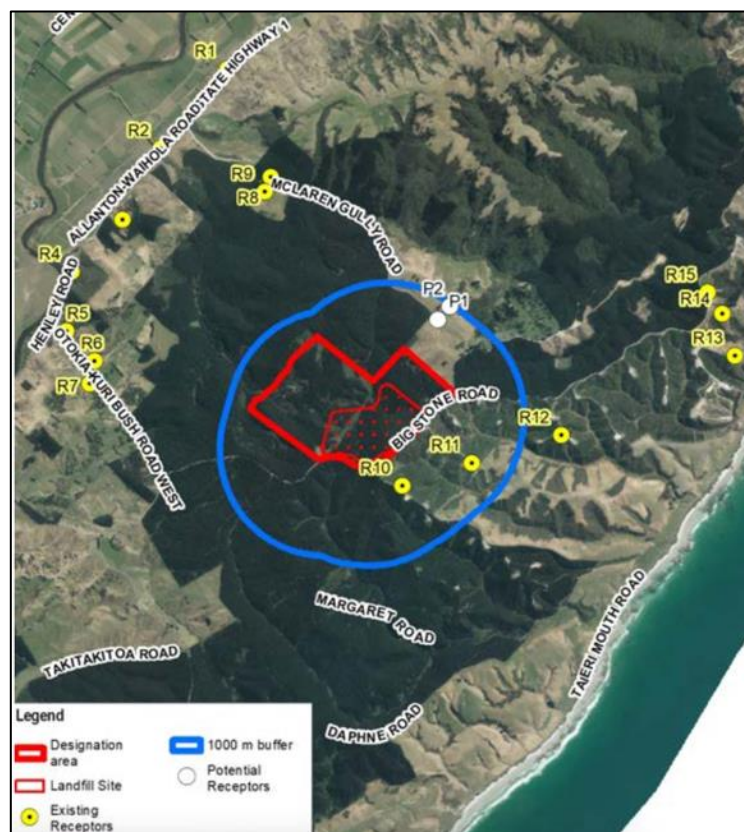 CEN
R1
ALLANTON-WAIHOLA ROAD/STATE HIGHWAY 1
R2
R9
R8
MCLAREN GULLY ROAD
R4
HENLEY ROAD
R5
R6
R7
OTOKIA-KURI BUSH ROAD WEST
P2
P1
R15
R14
R13
BIG STONE ROAD
R12
R11
R10
MARGARET ROAD
TAKITAKITOA ROAD
TAIERI MOUTH ROAD
DAPHNE ROAD
Legend
Designation
area
Landfill Site
Existing
Receptors
1000 m buffer
Potential
Receptors